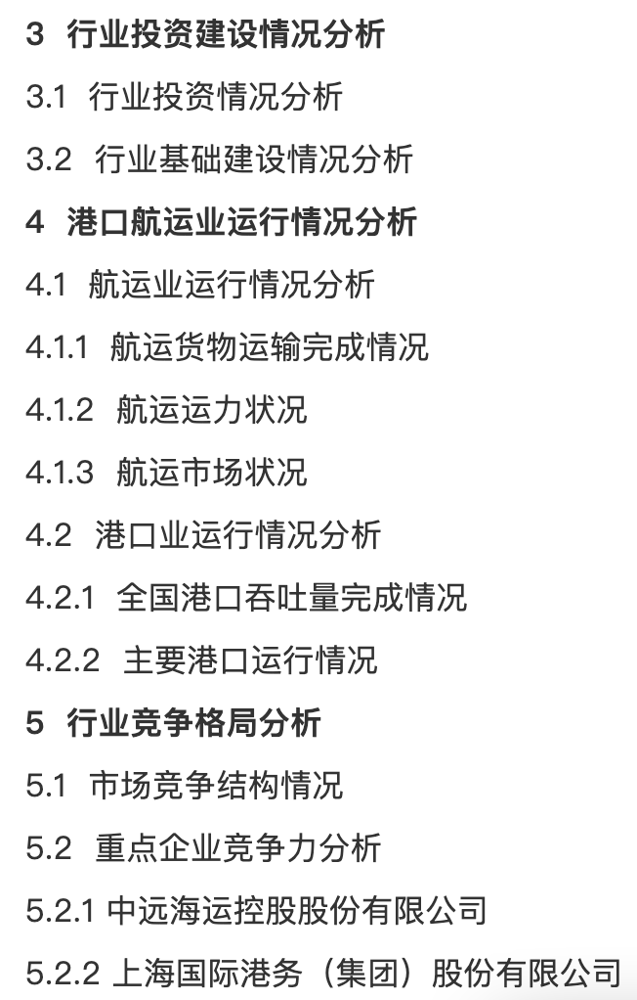 3 行业投资建设情况分析
3.1 行业投资情况分析
3.2 行业基础建设情况分析
4 港口航运业运行情况分析
4.1 航运业运行情况分析
4.1.1 航运货物运输完成情况
4.1.2 航运运力状况
4.1.3 航运市场状况
4.2 港口业运行情况分析
4.2.1 全国港口吞吐量完成情况
4.2.2 主要港口运行情况
5 行业竞争格局分析
5.1 市场竞争结构情况
5.2 重点企业竞争力分析
5.2.1 中远海运控股股份有限公司
5.2.2 上海国际港务（集团）股份有限公司